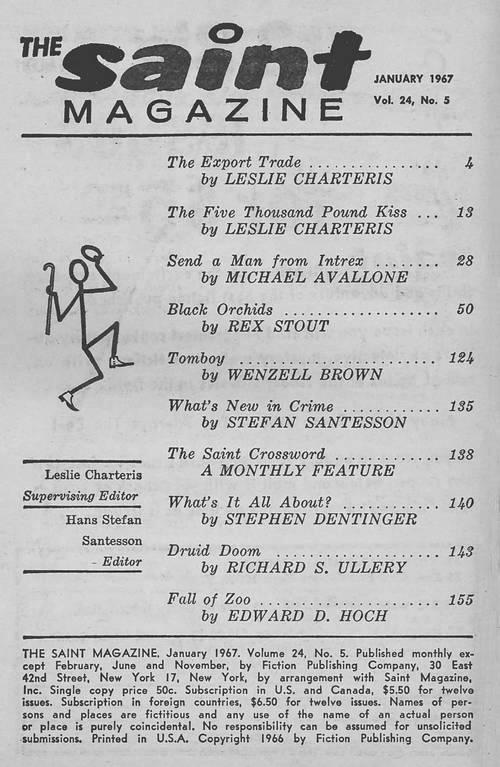 THE saint
MAGAZINE
JANUARY 1967
Vol. 24, No. 5
The Export Trade ............... 4
by LESLIE CHARTERIS
The Five Thousand Pound Kiss ... 13
by LESLIE CHARTERIS
Send a Man from Intrex ........ 28
by MICHAEL AVALLONE
Black Orchids .................. 50
by REX STOUT
Tomboy ...................... 124
by WENZELL BROWN
What's New in Crime ............ 135
by STEFAN SANTESSON
The Saint Crossword ............ 138
A MONTHLY FEATURE
What's It All About? ............ 140
by STEPHEN DENTINGER
Druid Doom .................... 143
by RICHARD S. ULLERY
Fall of Zoo ...................... 155
by EDWARD D. HOCH
Leslie Charteris
Supervising Editor
Hans Stefan
Santesson
- Editor
THE SAINT MAGAZINE. January 1967. Volume 24, No. 5. Published monthly ex-
cept February, June and November, by Fiction Publishing Company, 30 East
42nd Street, New York 17, New York, by arrangement with Saint Magazine,
Inc. Single copy price 50c. Subscription in U.S. and Canada, $5.50 for twelve
issues. Subscription in foreign countries, $6.50 for twelve issues. Names of per-
sons and places are fictitious and any use of the name of an actual person
or place is purely coincidental. No responsibility can be assumed for unsolicited
submissions. Printed in U.S.A. Copyright 1966 by Fiction Publishing Company.